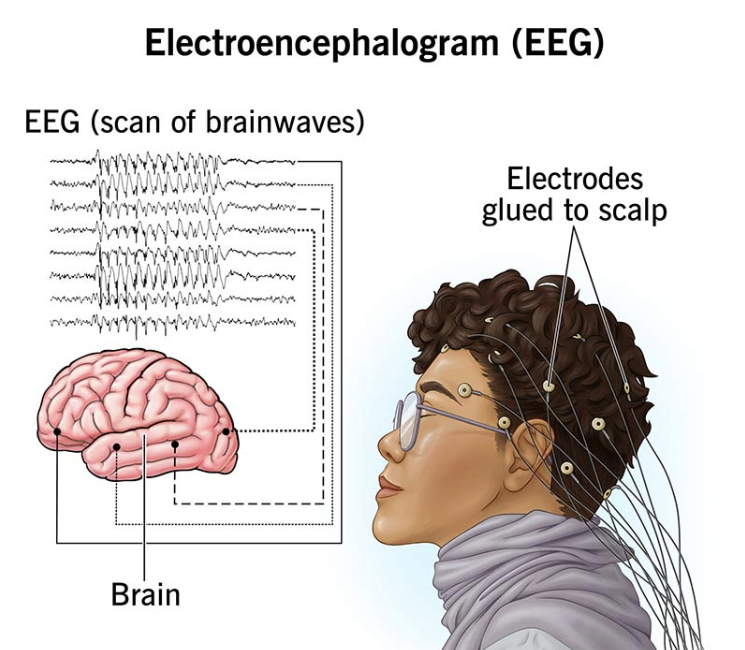 Electroencephalogram (EEG)
EEG (scan of brainwaves)
Electrodes
glued to scalp
Brain